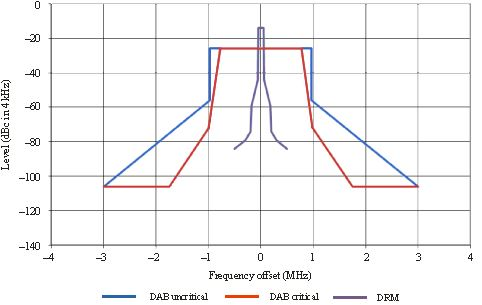 0
−20
−40
−60
−80
−100
−120
−140
−4 −3 −2 −1 0 1 2 3 4
Level (dBc in 4 kHz)
Frequency offset (MHz)
DAB uncritical DAB critical DRM